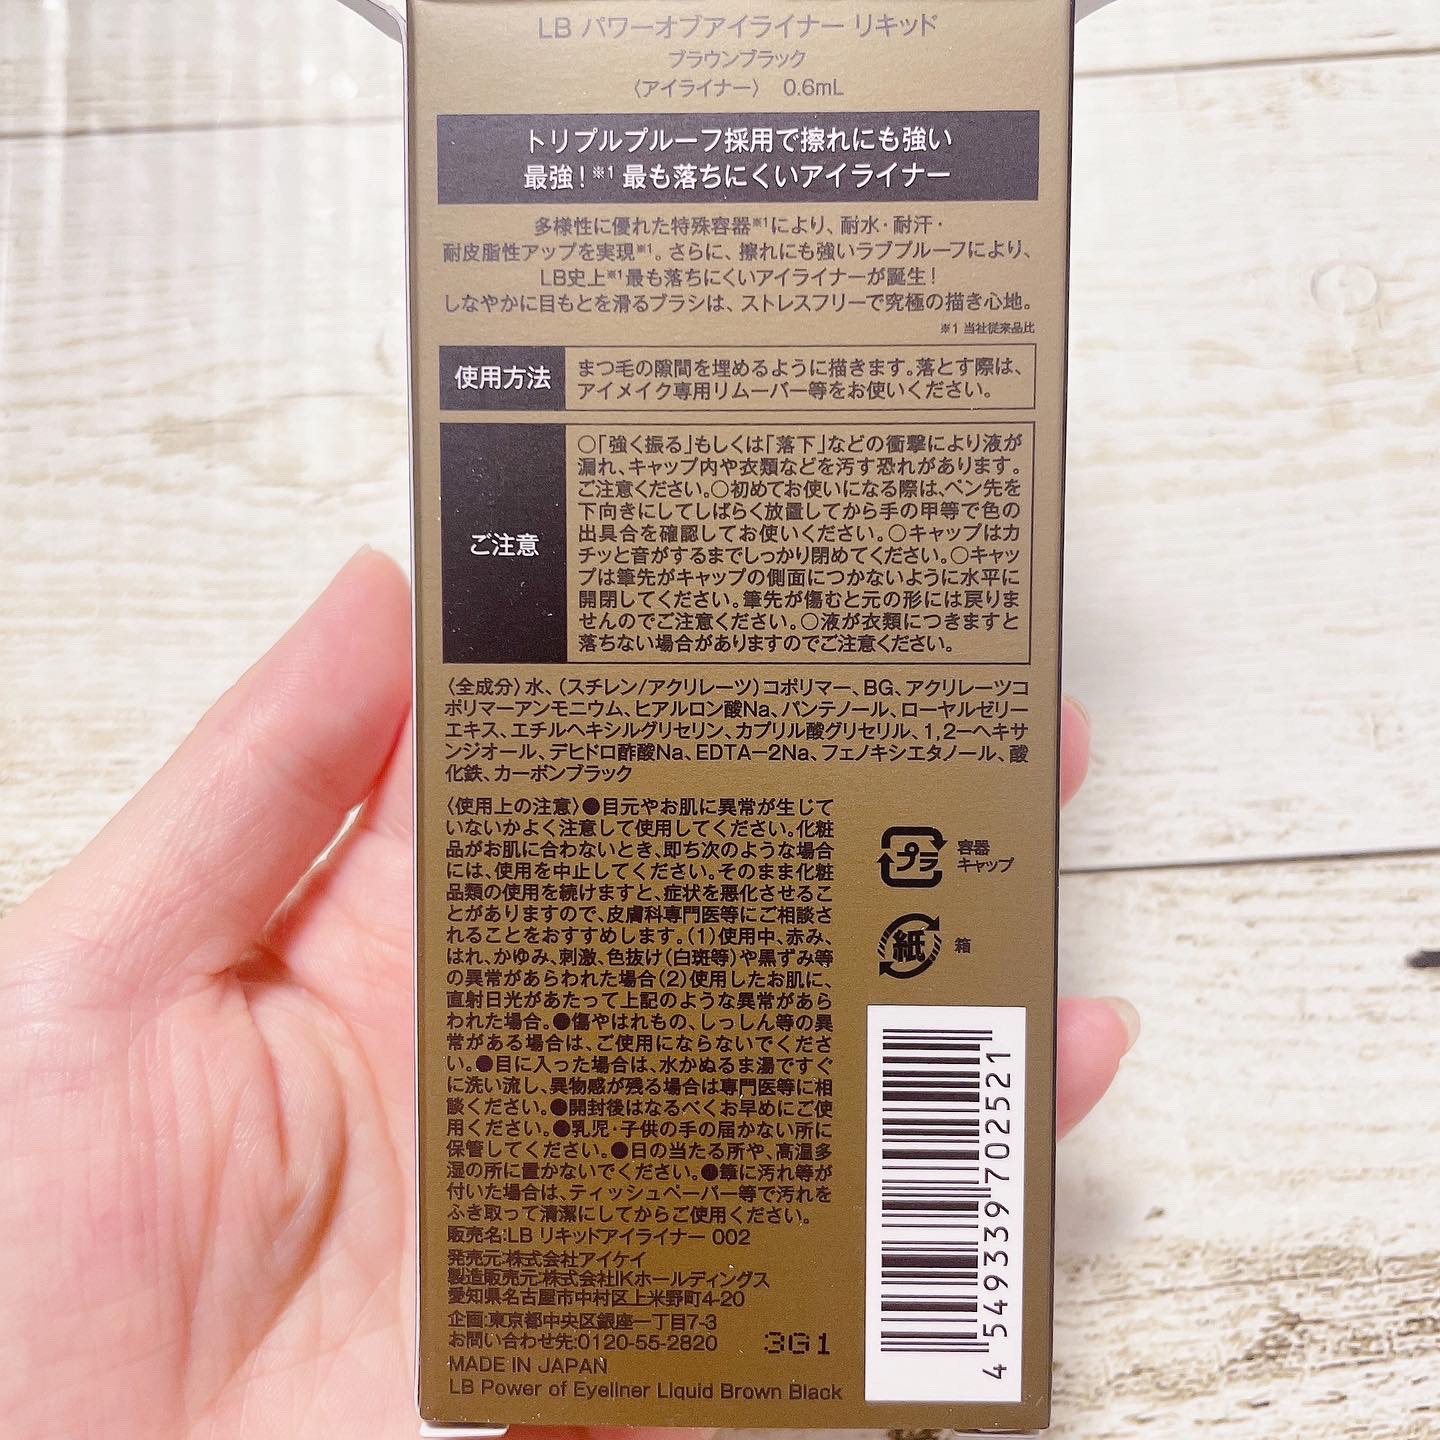 LB パワーオブアイライナー リキッド
ブラウンブラック
〈アイライナー〉 0.6mL
トリプルプルーフ採用で擦れにも強い
最強!※1 最も落ちにくいアイライナー
多様性に優れた特殊容器※1により、耐水・耐汗・
耐皮脂性アップを実現※1。さらに、擦れにも強いラブプルーフにより、
LB史上※1最も落ちにくいアイライナーが誕生!
しなやかに目もとを滑るブラシは、ストレスフリーで究極の描き心地。
※1 当社従来品比
使用方法
まつ毛の隙間を埋めるように描きます。落とす際は、
アイメイク専用リムーバー等をお使いください。
ご注意
○「強く振る」もしくは「落下」などの衝撃により液が
漏れ、キャップ内や衣類などを汚す恐れがあります。
ご注意ください。○初めてお使いになる際は、ペン先を
下向きにしてしばらく放置してから手の甲等で色の
出具合を確認してお使いください。○キャップはカ
チッと音がするまでしっかり閉めてください。○キャッ
プは筆先がキャップの側面につかないように水平に
開閉してください。筆先が傷むと元の形には戻りま
せんのでご注意ください。○液が衣類につきますと
落ちない場合がありますのでご注意ください。
〈全成分〉水、(スチレン/アクリレーツ)コポリマー、BG、アクリレーツコ
ポリマーアンモニウム、ヒアルロン酸Na、パンテノール、ローヤルゼリー
エキス、エチルヘキシルグリセリン、カプリル酸グリセリル、1,2ーヘキサ
ンジオール、デヒドロ酢酸Na、EDTAー2Na、フェノキシエタノール、酸
化鉄、カーボンブラック
〈使用上の注意〉●目元やお肌に異常が生じて
いないかよく注意して使用してください。化粧
品がお肌に合わないとき、即ち次のような場合
には、使用を中止してください。そのまま化粧
品類の使用を続けますと、症状を悪化させるこ
とがありますので、皮膚科専門医等にご相談さ
れることをおすすめします。(1)使用中、赤み、
はれ、かゆみ、刺激、色抜け(白斑等)や黒ずみ等
の異常があらわれた場合(2)使用したお肌に、
直射日光があたって上記のような異常があら
われた場合。●傷やはれもの、しっしん等の異
常がある場合は、ご使用にならないでくださ
い。●目に入った場合は、水かぬるま湯ですぐ
に洗い流し、異物感が残る場合は専門医等に相
談ください。●開封後はなるべくお早めにご使
用ください。●乳児・子供の手の届かない所に
保管してください。●日の当たる所や、高温多
湿の所に置かないでください。●筆に汚れ等が
付いた場合は、ティッシュペーパー等で汚れを
ふき取って清潔にしてからご使用ください。
販売名:LB リキッドアイライナー 002
発売元:株式会社アイケイ
製造販売元:株式会社IKホールディングス
愛知県名古屋市中村区上米野町4-20
企画:東京都中央区銀座一丁目7-3
お問い合わせ先:0120-55-2820
MADE IN JAPAN
LB Power of Eyeliner Liquid Brown Black
3G1
プラ
容器
キャップ
紙
箱
4 549339 702521